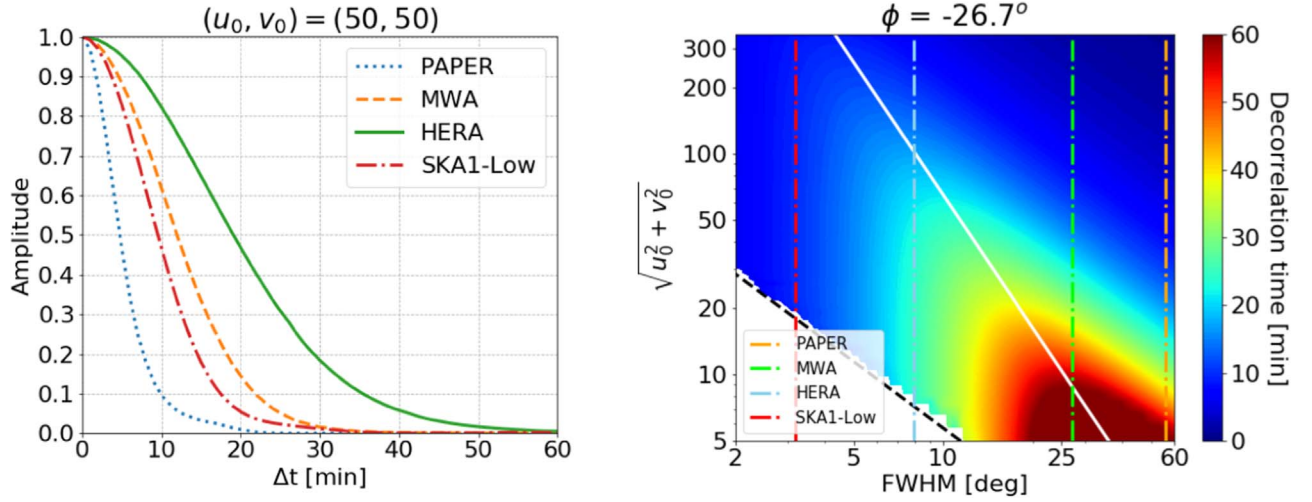 (u₀, v₀) = (50, 50)
1.0
0.9
0.8
0.7
0.6
0.5
0.4
0.3
0.2
0.1
0.0
Amplitude
PAPER
MWA
HERA
SKA1-Low
0 10 20 30 40 50 60
Δt [min]
ϕ = -26.7°
300
200
100
50
20
10
5
√u₀² + v₀²
PAPER
MWA
HERA
SKA1-Low
2 5 10 25 60
FWHM [deg]
60
50
40
30
20
10
0
Decorrelation time [min]